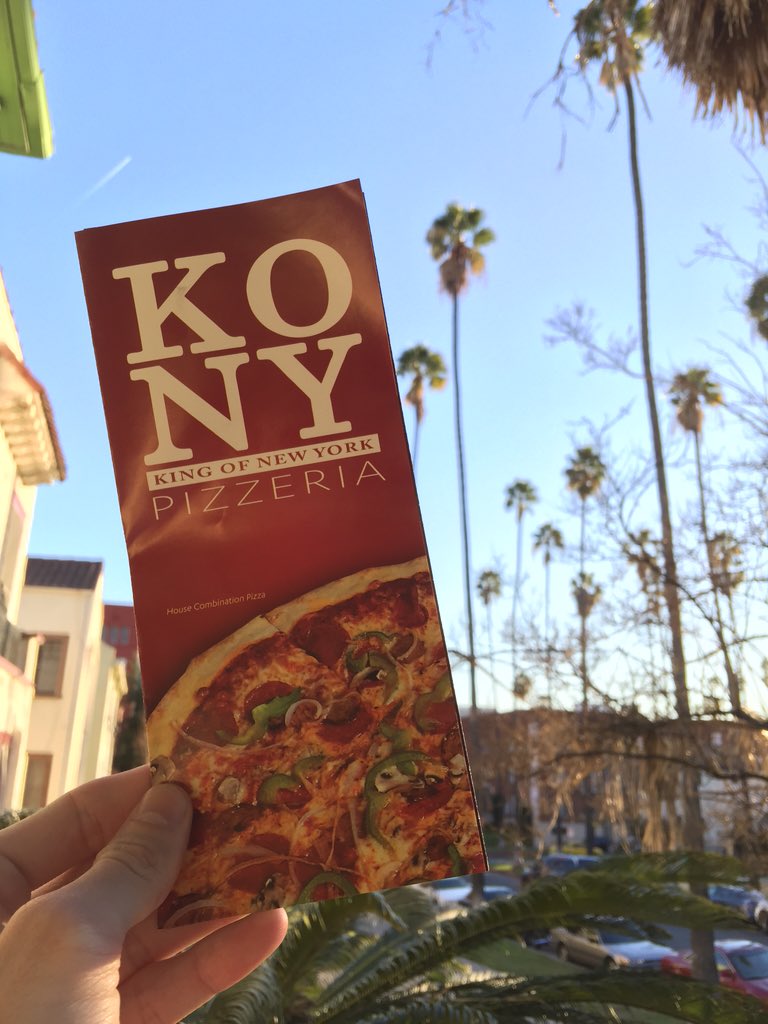 KO
NY
KING OF NEW YORK
PIZZERIA
House Combination Pizza